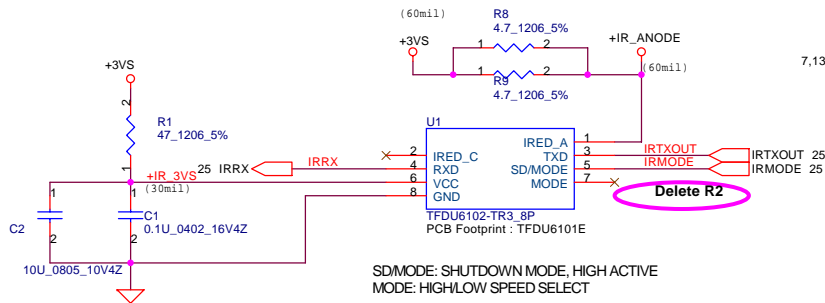 (60mil)
R8
4.7_1206_5%
+3VS
1
2
+IR_ANODE
(60mil)
7,13
1
2
R9
4.7_1206_5%
+3VS
2
R1
47_1206_5%
1
U1
2
IRED_C
IRED_A
1
TXD
3
IRTXOUT
IRTXOUT 25
25 IRRX
IRRX
4
RXD
SD/MODE
5
IRMODE
IRMODE 25
+IR_3VS
(30mil)
6
VCC
MODE
7
8
GND
Delete R2
TFDU6102-TR3_8P
PCB Footprint : TFDU6101E
1
1
C2
C1
0.1U_0402_16V4Z
2
2
10U_0805_10V4Z
SD/MODE: SHUTDOWN MODE, HIGH ACTIVE
MODE: HIGH/LOW SPEED SELECT